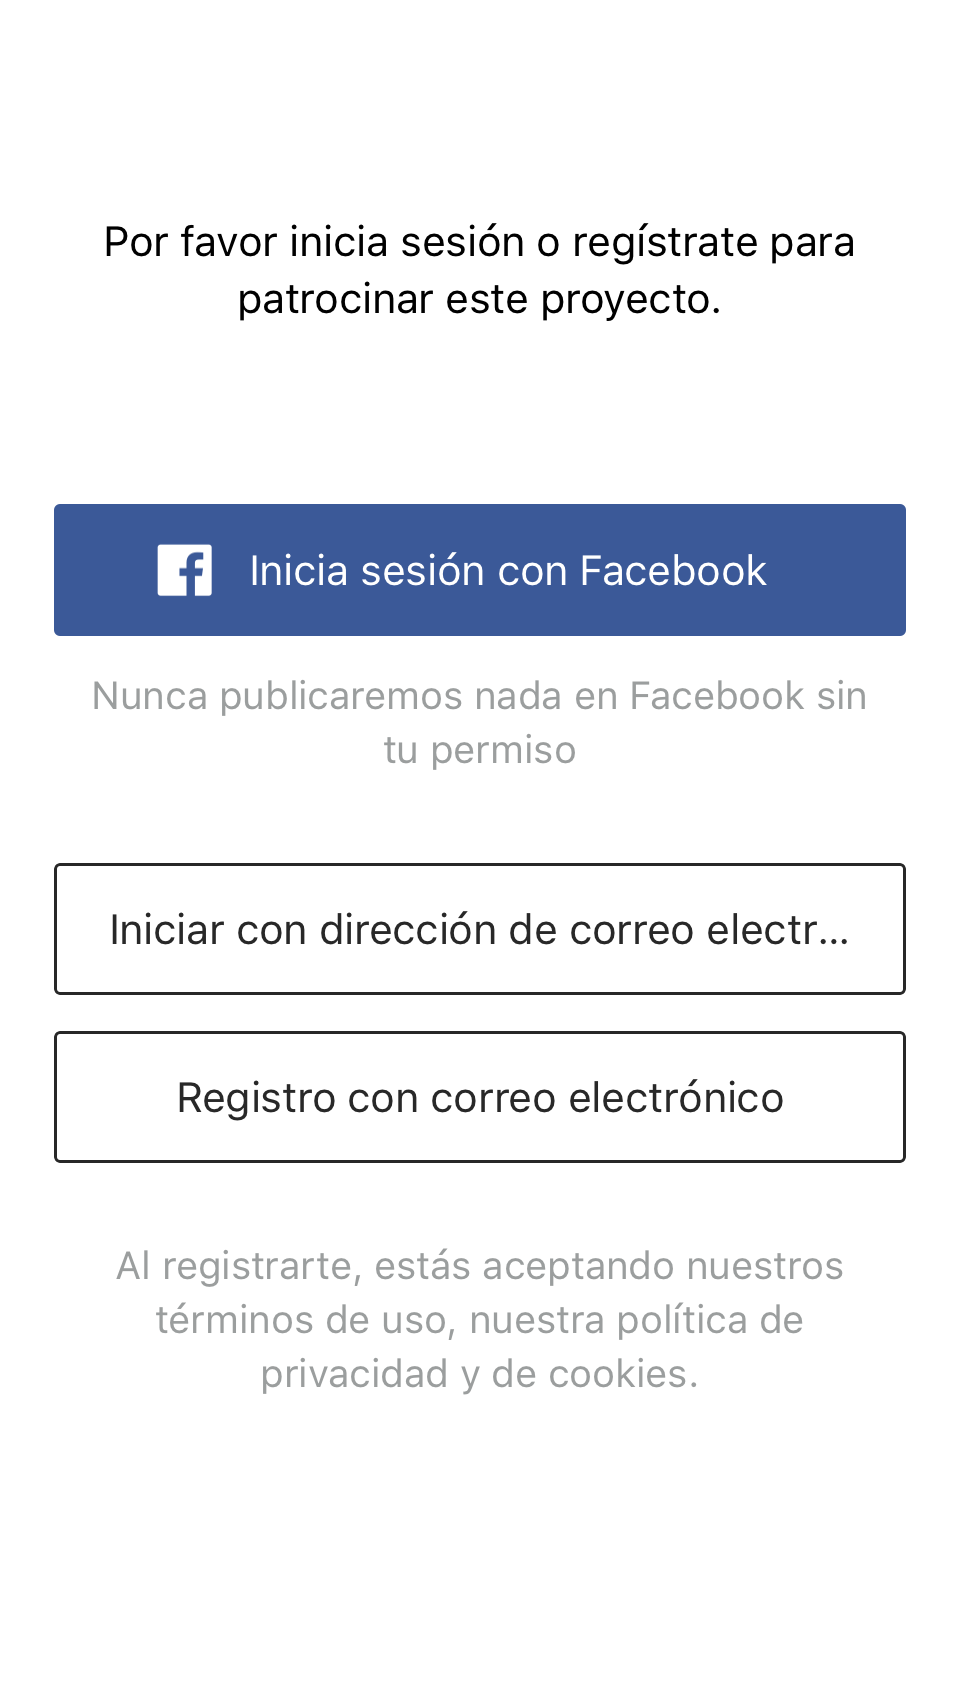 Por favor inicia sesión o regístrate para
patrocinar este proyecto.
Inicia sesión con Facebook
Nunca publicaremos nada en Facebook sin
tu permiso
Iniciar con dirección de correo electr...
Registro con correo electrónico
Al registrarte, estás aceptando nuestros
términos de uso, nuestra política de
privacidad y de cookies.